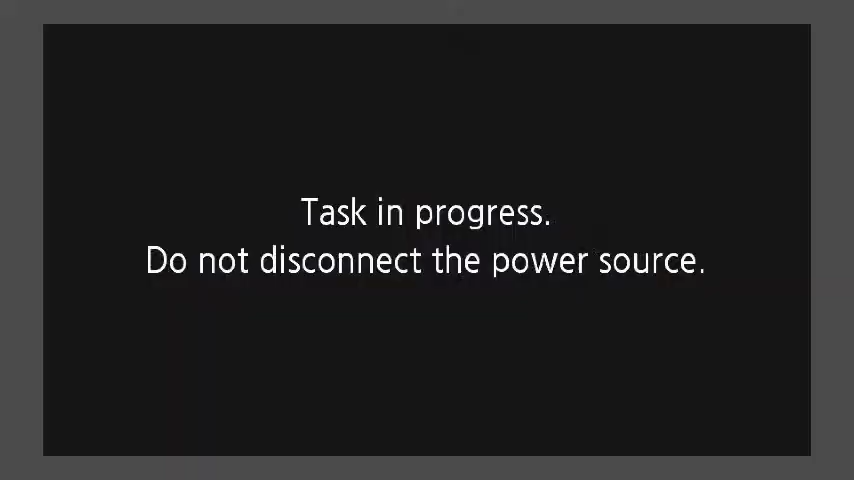 Task in progress.
Do not disconnect the power source.